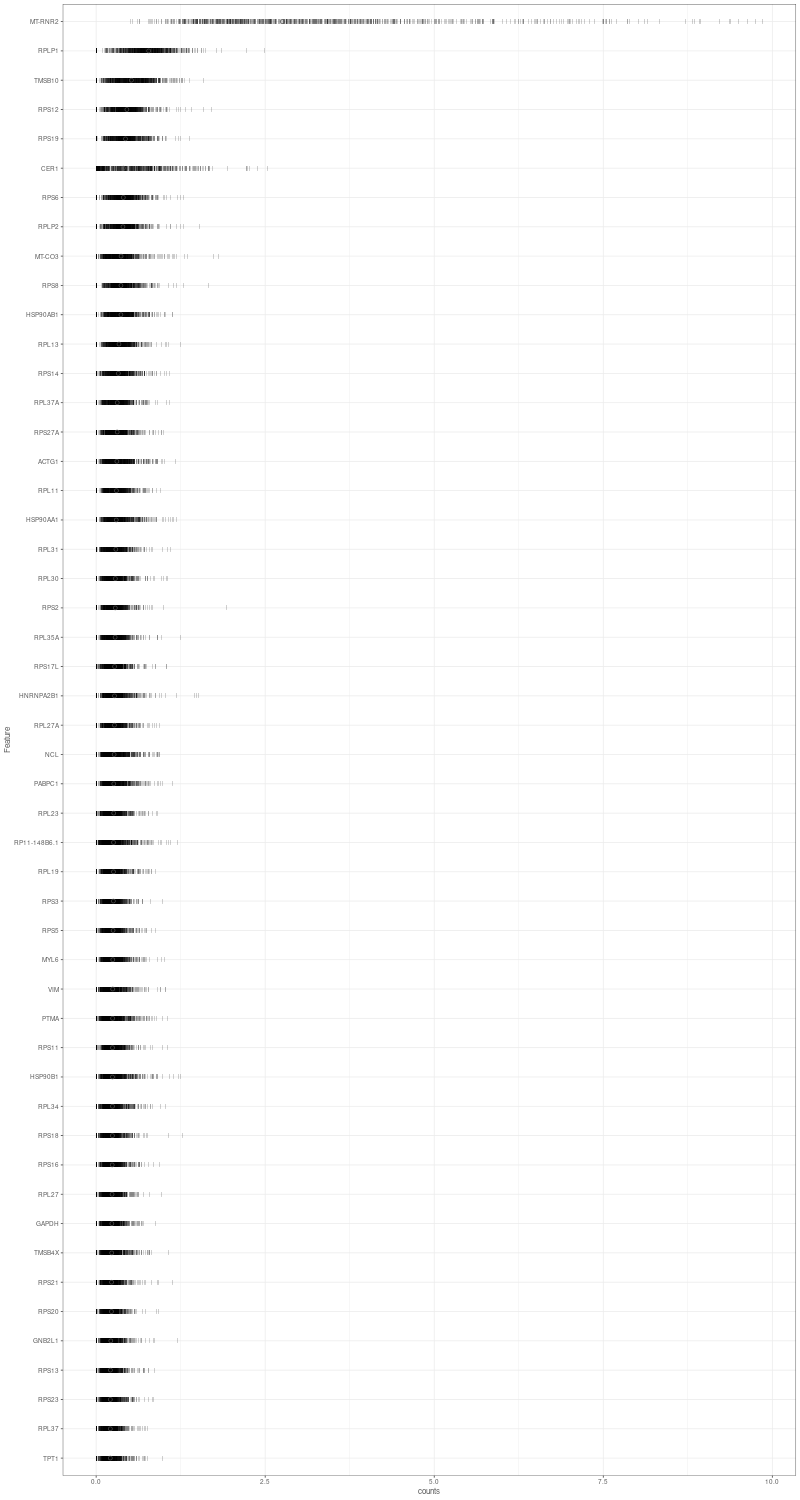 MT-RNR2
RPLP1
TMSB10
RPS12
RPS19
CER1
RPS6
RPLP2
MT-CO3
RPS8
HSP90AB1
RPL13
RPS14
RPL37A
RPS27A
ACTG1
RPL11
HSP90AA1
RPL31
RPL30
RPS2
RPL35A
RPS17L
HNRNPA2B1
RPL27A
Feature
NCL
PABPC1
RPL23
RP11-148B6.1
RPL19
RPS3
RPS5
MYL6
VIM
PTMA
RPS11
HSP90B1
RPL34
RPS18
RPS16
RPL27
GAPDH
TMSB4X
RPS21
RPS20
GNB2L1
RPS13
RPS23
RPL37
TPT1
0.0 2.5 5.0 7.5 10.0
counts